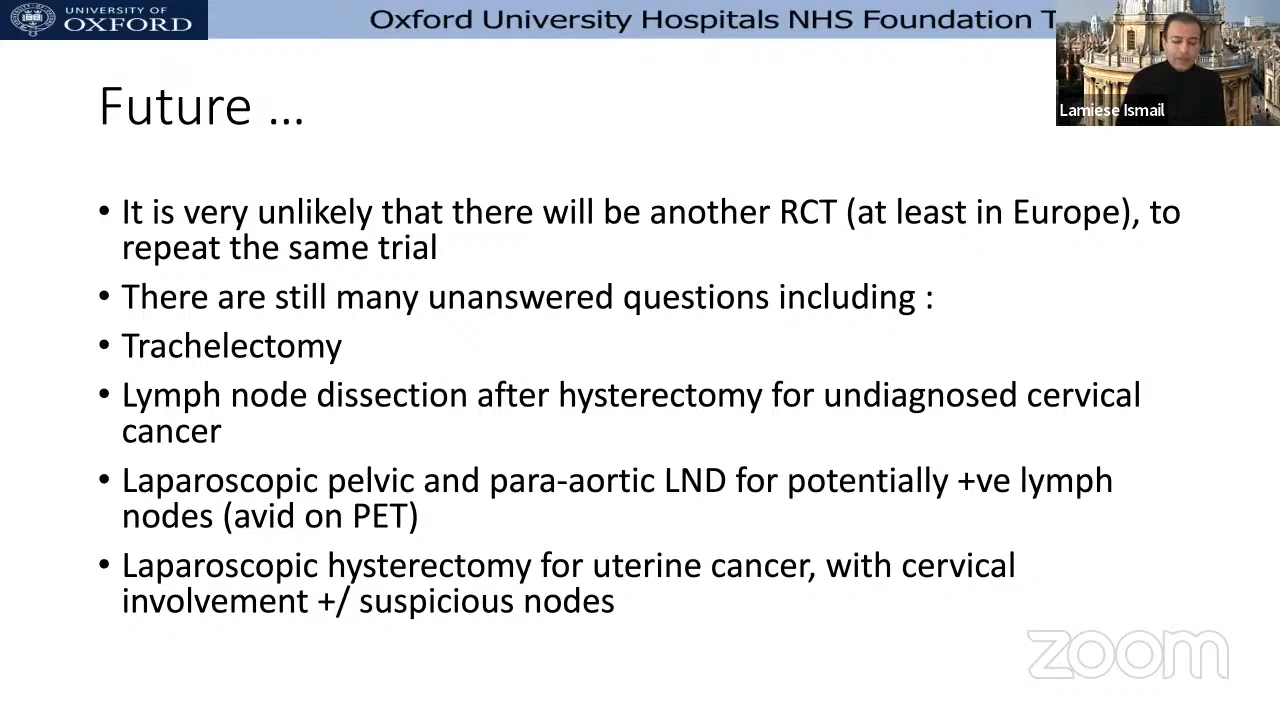 UNIVERSITY OF
OXFORD
Oxford University Hospitals NHS Foundation T
Lamiese Ismail
Future ...
• It is very unlikely that there will be another RCT (at least in Europe), to
repeat the same trial
• There are still many unanswered questions including :
• Trachelectomy
• Lymph node dissection after hysterectomy for undiagnosed cervical
cancer
• Laparoscopic pelvic and para-aortic LND for potentially +ve lymph
nodes (avid on PET)
• Laparoscopic hysterectomy for uterine cancer, with cervical
involvement +/ suspicious nodes
zoom